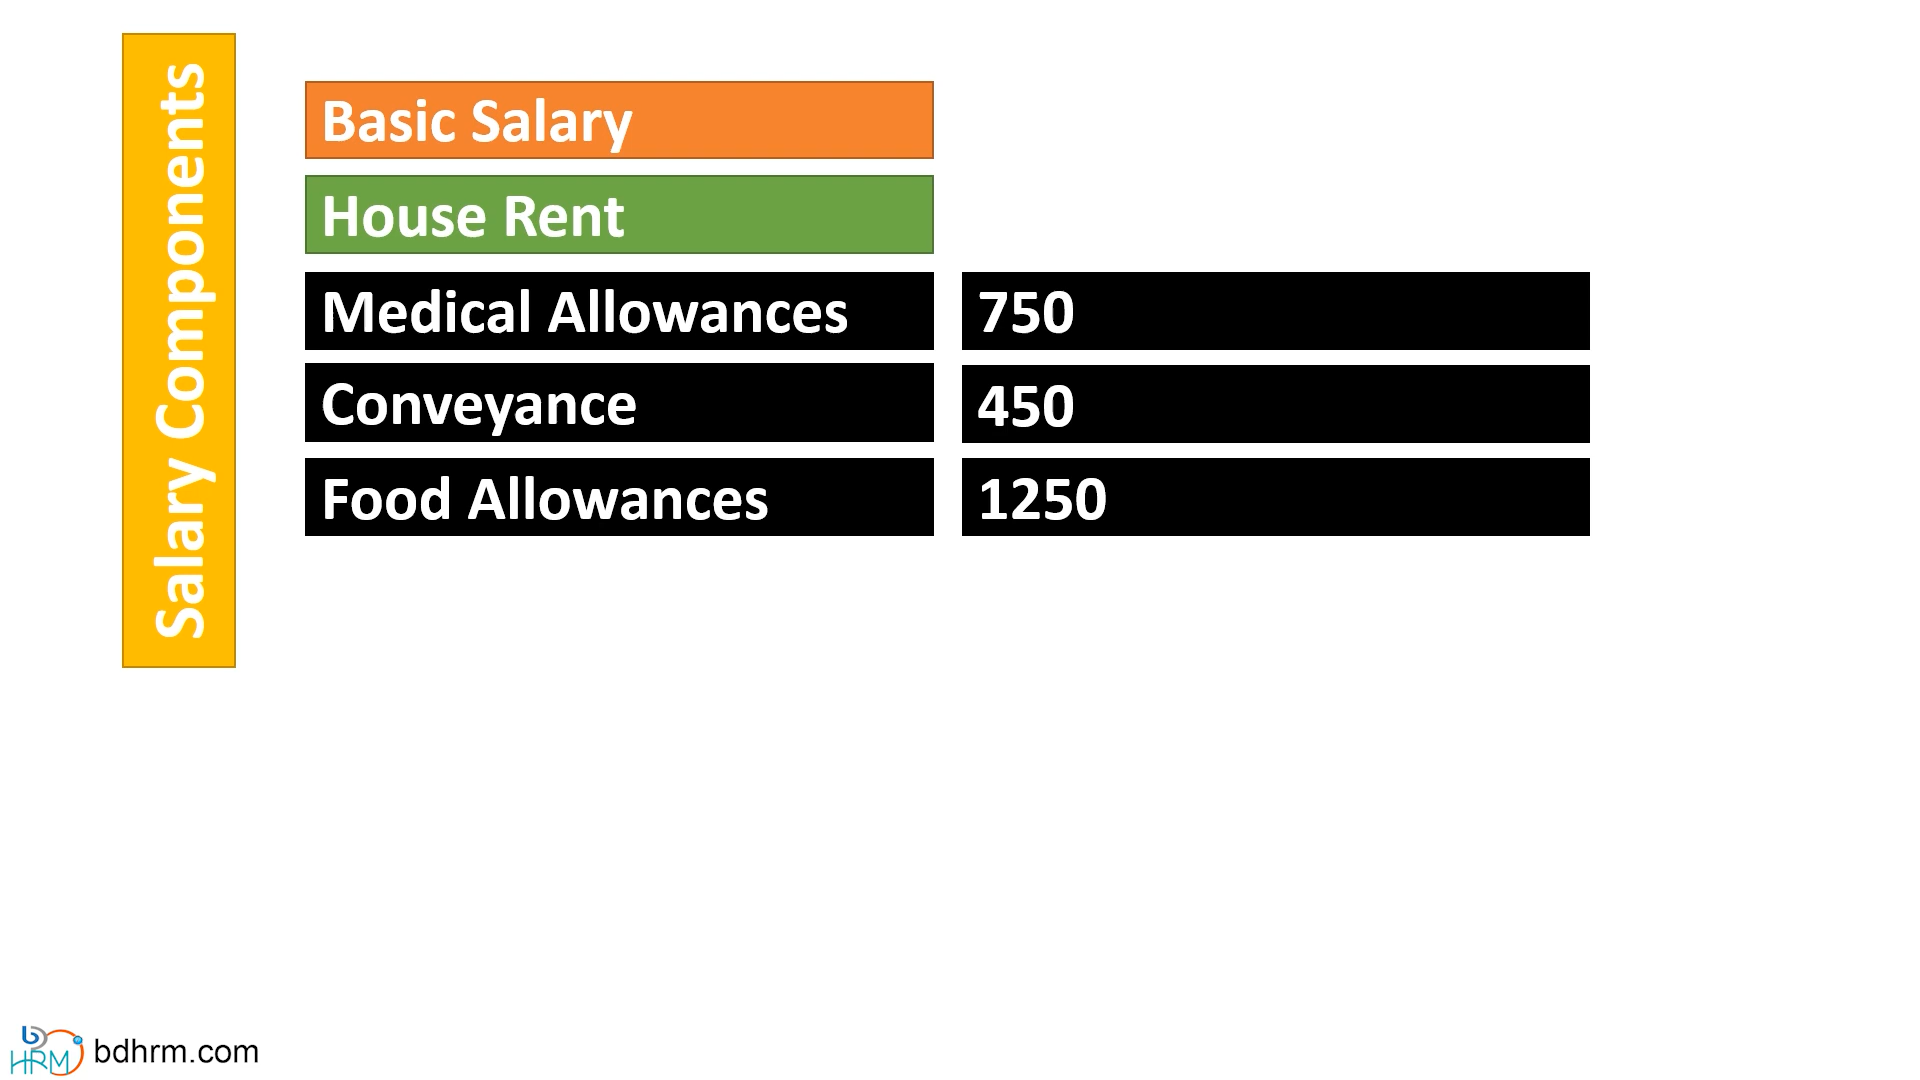 Salary Components
Basic Salary
House Rent
Medical Allowances 750
Conveyance 450
Food Allowances 1250
b HRM bdhrm.com